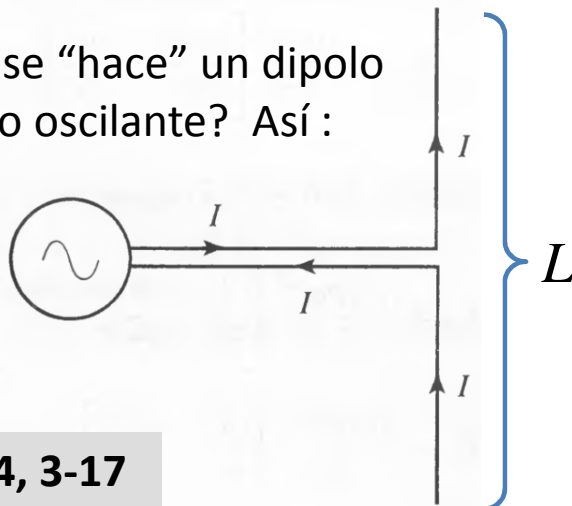 se “hace” un dipolo
o oscilante? Así :
I
I
I
I
L
4, 3-17